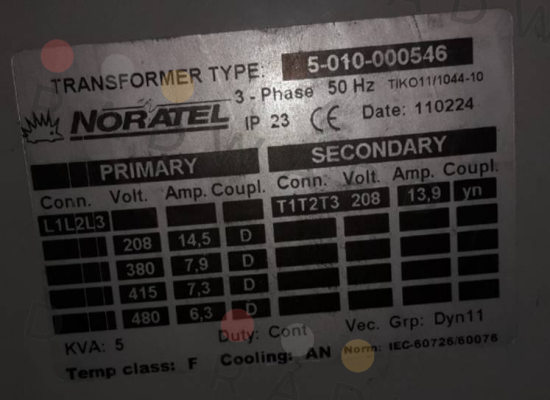 TRANSFORMER TYPE: 5-010-000546
NORATEL 3 - Phase 50 Hz TIKO11/1044-10
IP 23 CE Date: 110224
PRIMARY SECONDARY
Conn. Volt. Amp. Coupl. Conn. Volt. Amp. Coupl.
L1L2L3 T1T2T3 208 13,9 yn
208 14,5 D
380 7,9 D
415 7,3 D
480 6,3 D
KVA: 5 Duty: Cont Vec. Grp: Dyn11
Temp class: F Cooling: AN Norm: IEC-60726/60076